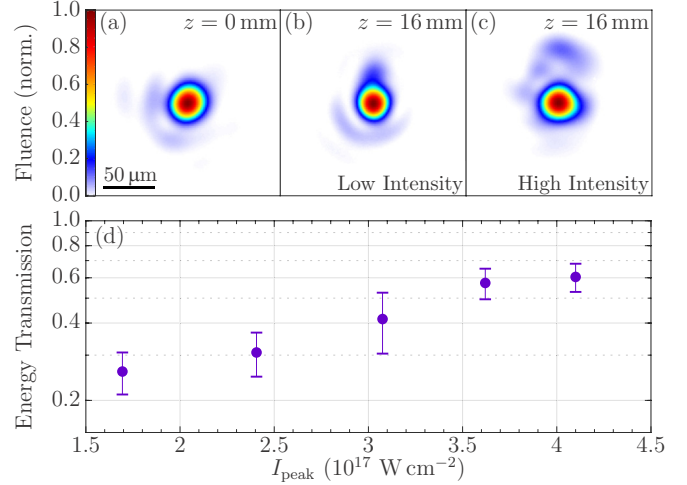 Fluence (norm.)
1.0
0.8
0.6
0.4
0.2
0.0
(a) z = 0 mm
50 μm
(b) z = 16 mm
Low Intensity
(c) z = 16 mm
High Intensity
Energy Transmission
1.0
0.8
0.6
0.4
0.2
(d)
1.5 2 2.5 3 3.5 4 4.5
I_peak (10^17 W cm^−2)